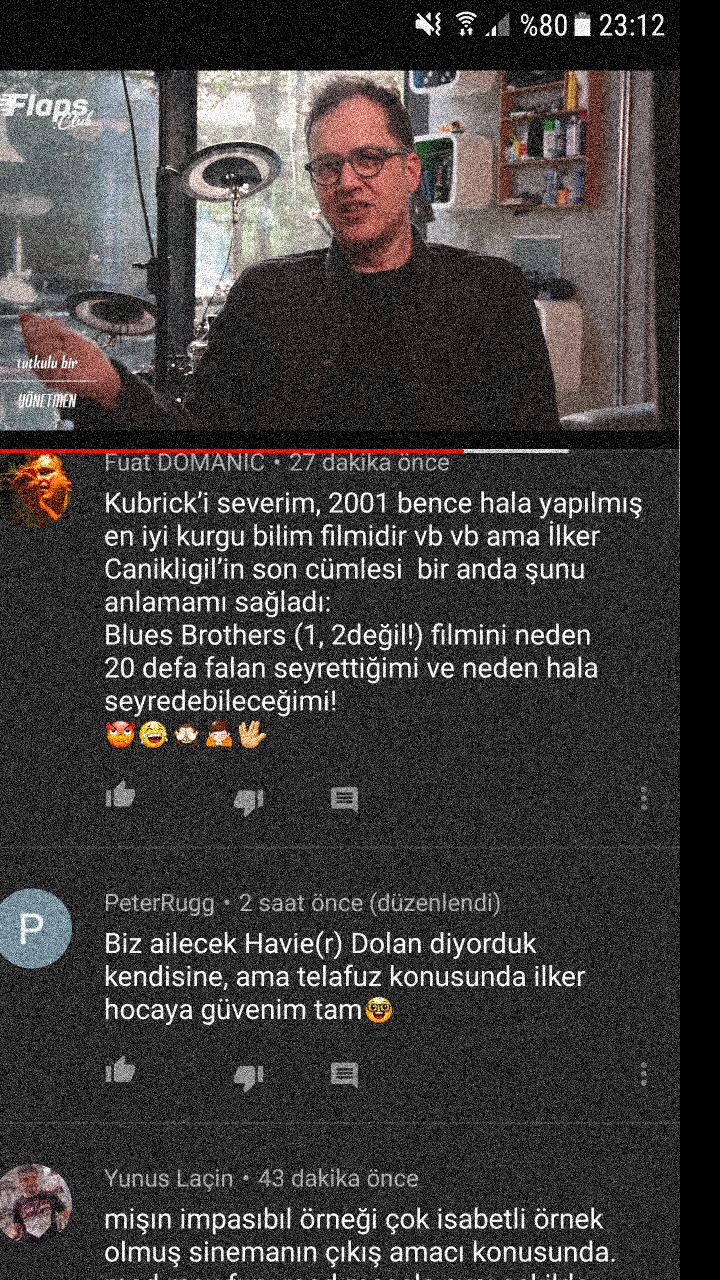 %80 23:12
Flaps
Club
tutkulu bir
YÖNETMEN
Fuat DOMANIC • 27 dakika önce
Kubrick’i severim, 2001 bence hala yapılmış
en iyi kurgu bilim filmidir vb vb ama İlker
Canikligil’in son cümlesi bir anda şunu
anlamamı sağladı:
Blues Brothers (1, 2değil!) filmini neden
20 defa falan seyrettiğimi ve neden hala
seyredebileceğimi!
😡😂🙈🙇🖖
P
PeterRugg • 2 saat önce (düzenlendi)
Biz ailecek Havie(r) Dolan diyorduk
kendisine, ama telafuz konusunda ilker
hocaya güvenim tam🤓
Yunus Laçin • 43 dakika önce
mişın impasıbıl örneği çok isabetli örnek
olmuş sinemanın çıkış amacı konusunda.